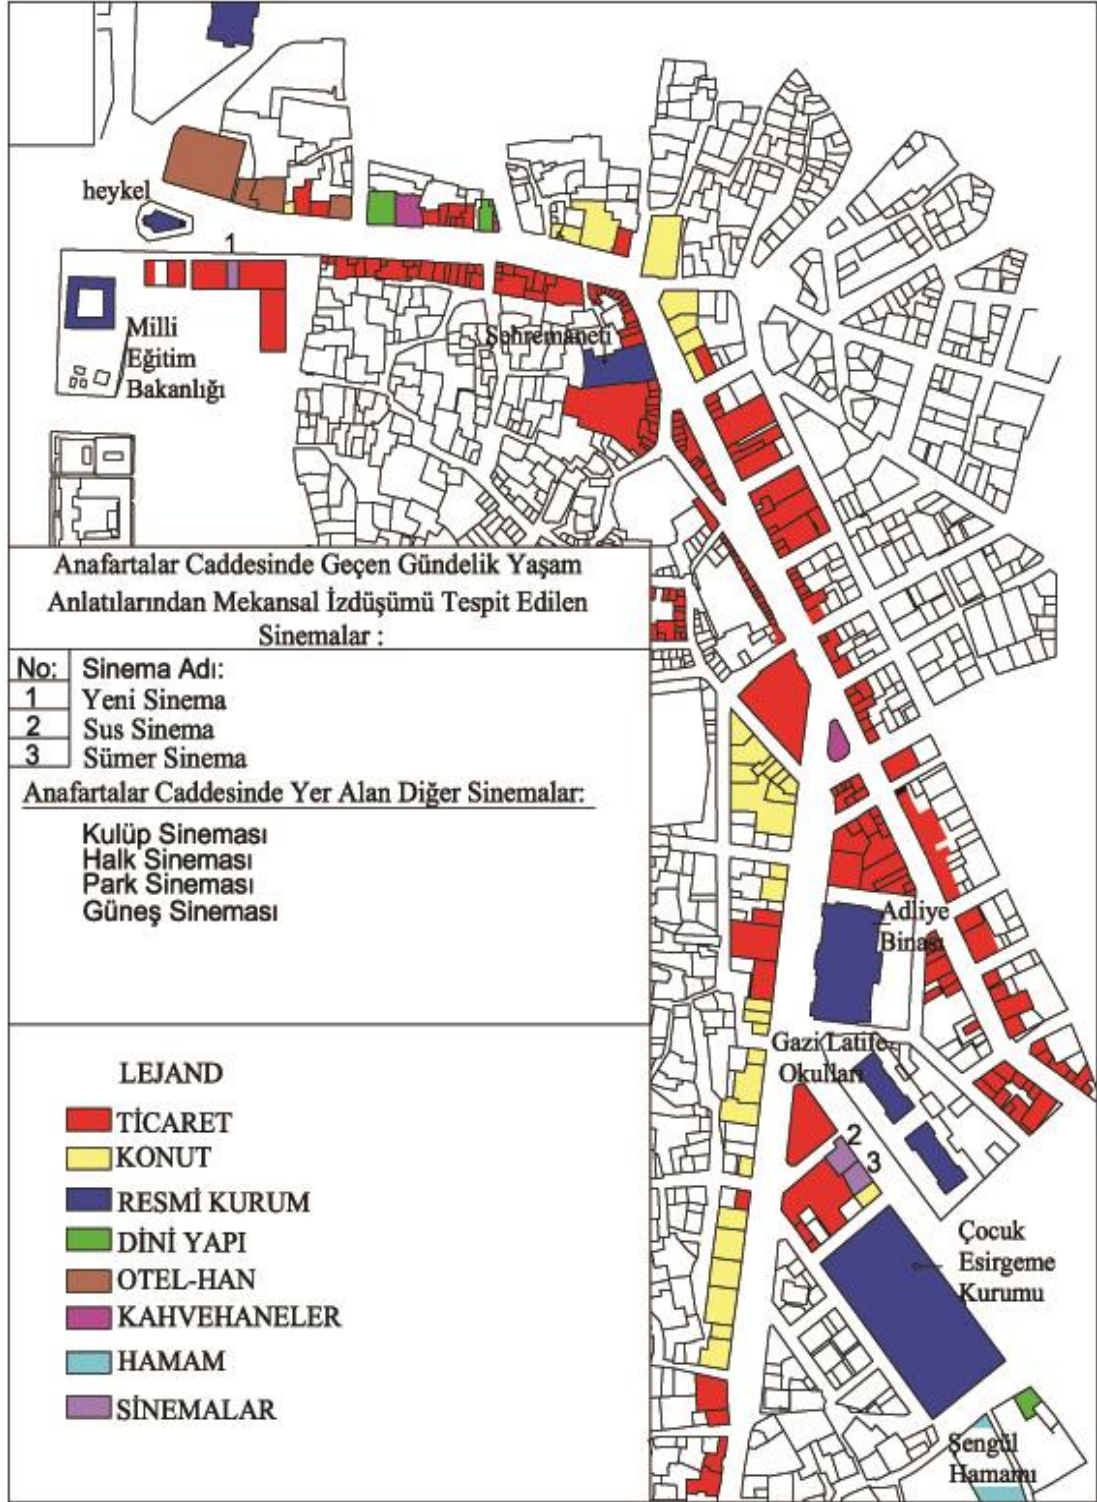 heykel
1
Milli
Eğitim
Bakanlığı
Şehremaneti
Anafartalar Caddesinde Geçen Gündelik Yaşam
Anlatılarından Mekansal İzdüşümü Tespit Edilen
Sinemalar :
No: Sinema Adı:
1 Yeni Sinema
2 Sus Sinema
3 Sümer Sinema
Anafartalar Caddesinde Yer Alan Diğer Sinemalar:
Kulüp Sineması
Halk Sineması
Park Sineması
Güneş Sineması
Adliye
Binası
Gazi Latife
Okulları
2
3
Çocuk
Esirgeme
Kurumu
Şengül
Hamamı
LEJAND
TİCARET
KONUT
RESMİ KURUM
DİNİ YAPI
OTEL-HAN
KAHVEHANELER
HAMAM
SİNEMALAR